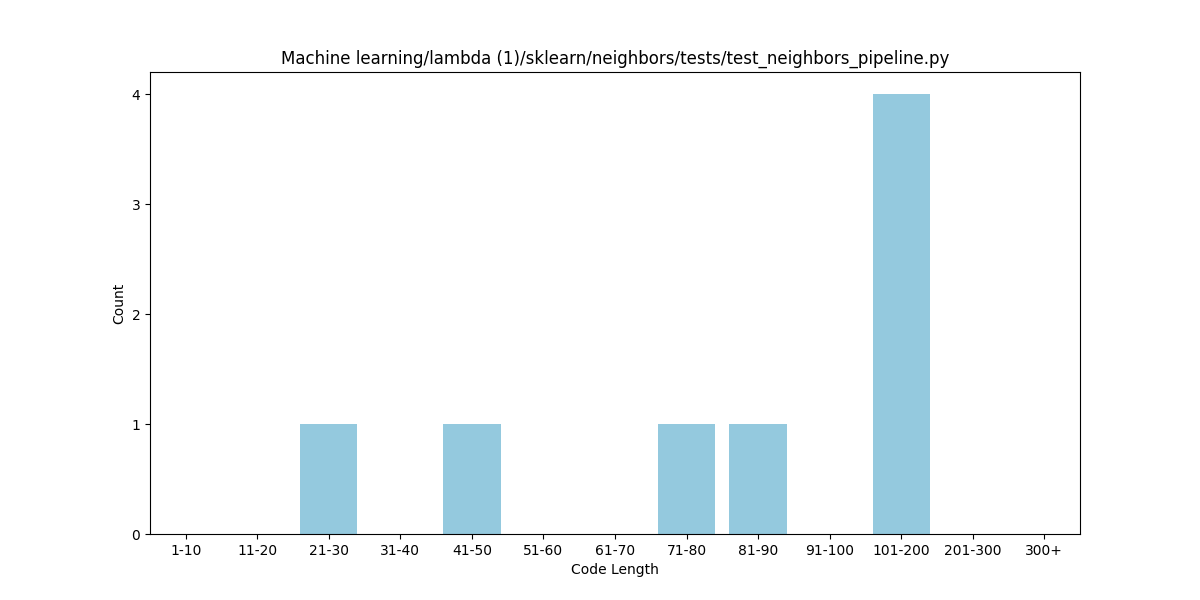 Machine learning/lambda (1)/sklearn/neighbors/tests/test_neighbors_pipeline.py
4
3
2
1
0
Count
1-10 11-20 21-30 31-40 41-50 51-60 61-70 71-80 81-90 91-100 101-200 201-300 300+
Code Length